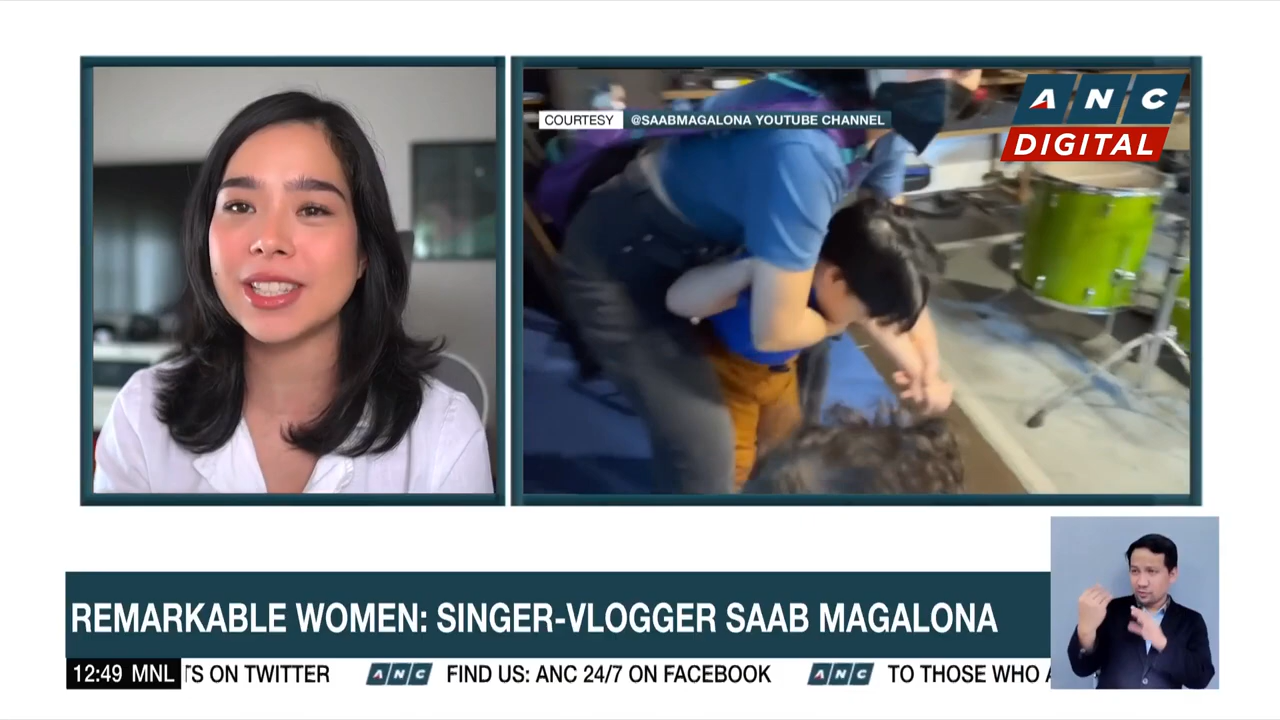 ANC
DIGITAL
COURTESY @SAABMAGALONA YOUTUBE CHANNEL
REMARKABLE WOMEN: SINGER-VLOGGER SAAB MAGALONA
12:49 MNL TS ON TWITTER ANC FIND US: ANC 24/7 ON FACEBOOK ANC TO THOSE WHO